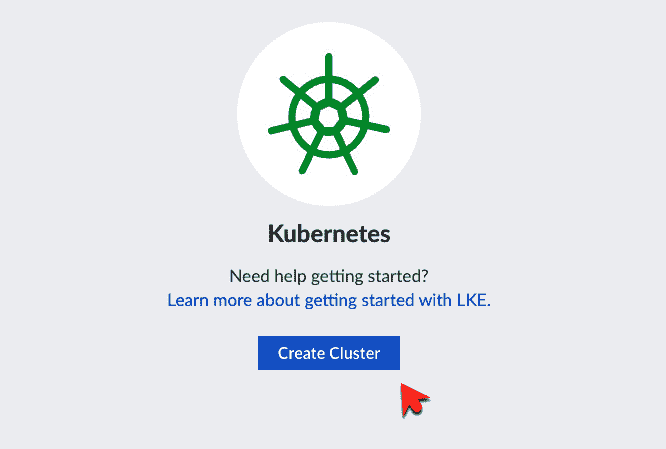 Kubernetes
Need help getting started?
Learn more about getting started with LKE.
Create Cluster